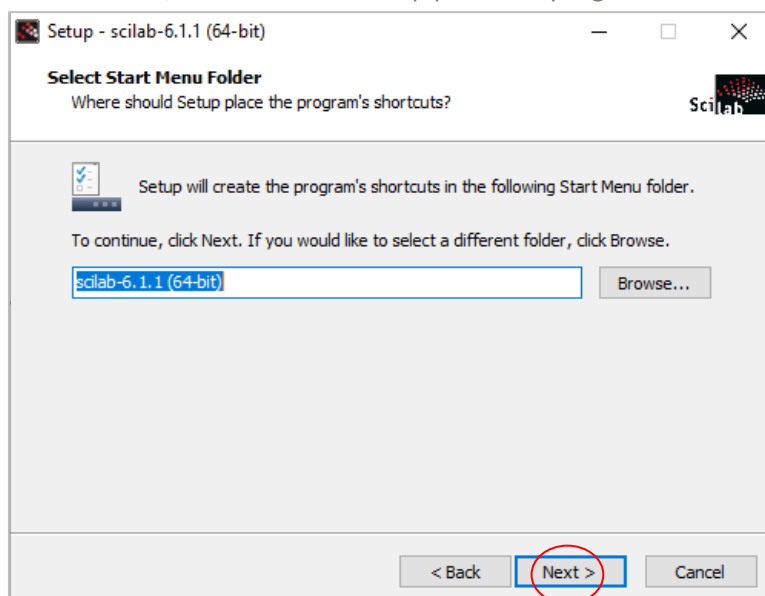 Setup - scilab-6.1.1 (64-bit)
Select Start Menu Folder
Where should Setup place the program's shortcuts?
Scilab
Setup will create the program's shortcuts in the following Start Menu folder.
To continue, click Next. If you would like to select a different folder, click Browse.
scilab-6.1.1 (64-bit)
Browse...
< Back
Next >
Cancel